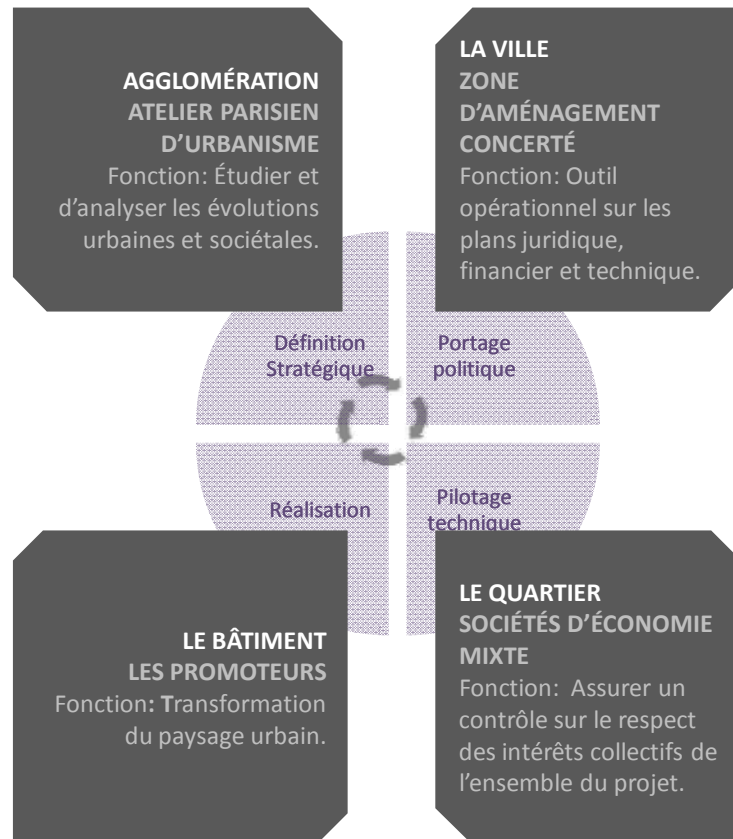 AGGLOMÉRATION
ATELIER PARISIEN
D'URBANISME
Fonction: Étudier et
d'analyser les évolutions
urbaines et sociétales.
LA VILLE
ZONE
D'AMÉNAGEMENT
CONCERTÉ
Fonction: Outil
opérationnel sur les
plans juridique,
financier et technique.
Définition
Stratégique
Portage
politique
Réalisation
Pilotage
technique
LE BÂTIMENT
LES PROMOTEURS
Fonction: Transformation
du paysage urbain.
LE QUARTIER
SOCIÉTÉS D'ÉCONOMIE
MIXTE
Fonction: Assurer un
contrôle sur le respect
des intérêts collectifs de
l'ensemble du projet.